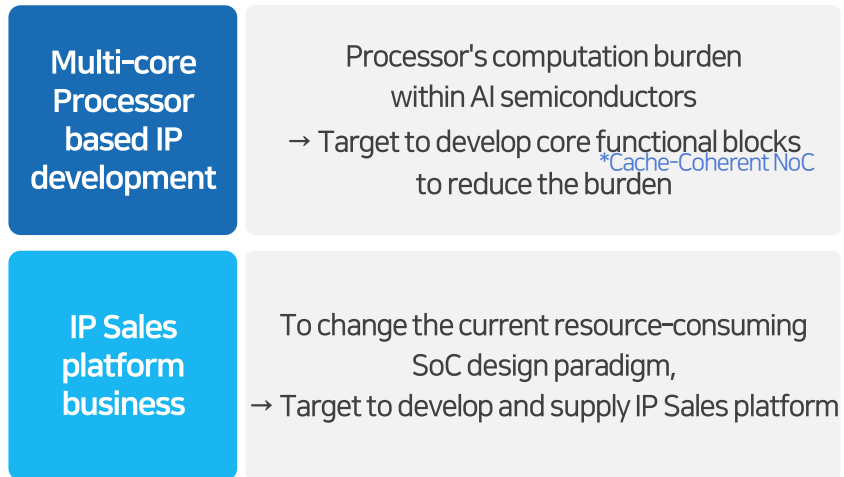 Multi-core
Processor
based IP
development
Processor's computation burden
within AI semiconductors
→ Target to develop core functional blocks
*Cache-Coherent NoC
to reduce the burden
IP Sales
platform
business
To change the current resource-consuming
SoC design paradigm,
→ Target to develop and supply IP Sales platform